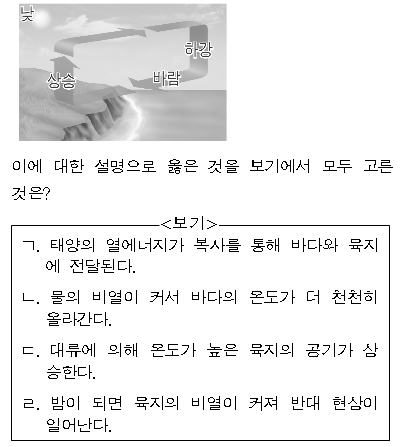 낮
하강
상승
바람
이에 대한 설명으로 옳은 것을 보기에서 모두 고른
것은?
<보기>
ㄱ. 태양의 열에너지가 복사를 통해 바다와 육지
에 전달된다.
ㄴ. 물의 비열이 커서 바다의 온도가 더 천천히
올라간다.
ㄷ. 대류에 의해 온도가 높은 육지의 공기가 상
승한다.
ㄹ. 밤이 되면 육지의 비열이 커져 반대 현상이
일어난다.